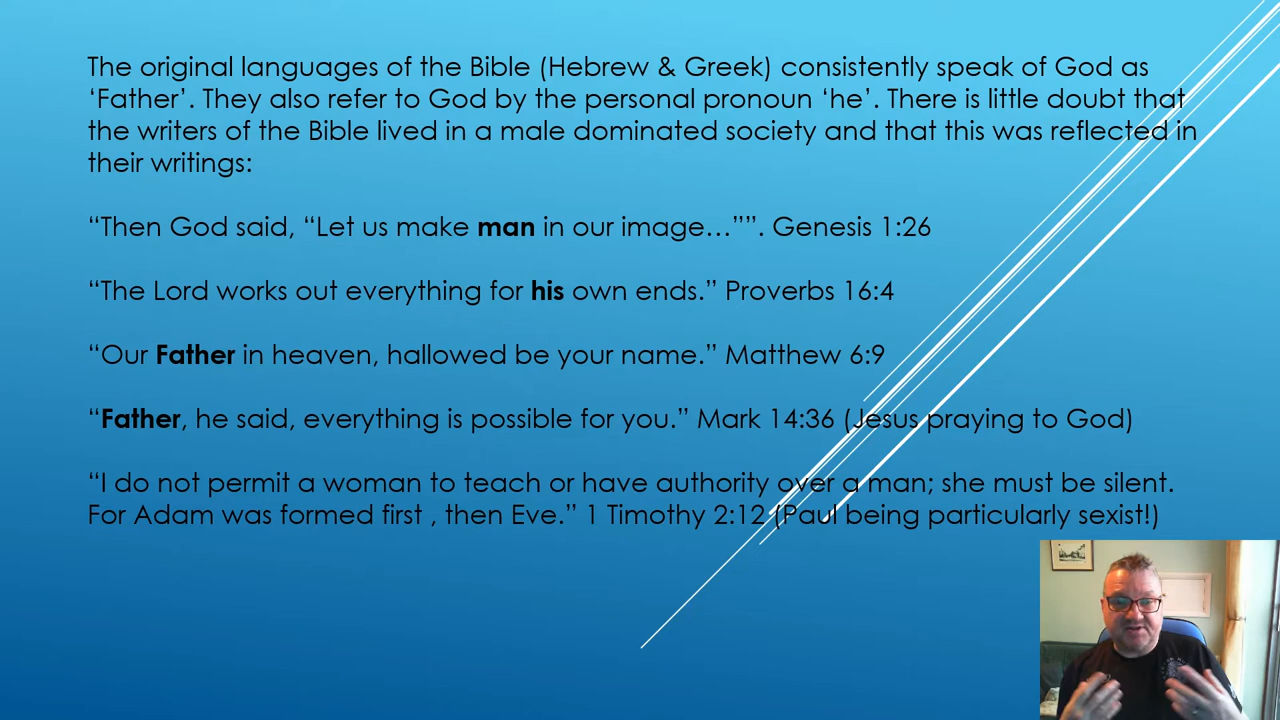 The original languages of the Bible (Hebrew & Greek) consistently speak of God as
‘Father’. They also refer to God by the personal pronoun ‘he’. There is little doubt that
the writers of the Bible lived in a male dominated society and that this was reflected in
their writings:
“Then God said, “Let us make man in our image…””. Genesis 1:26
“The Lord works out everything for his own ends.” Proverbs 16:4
“Our Father in heaven, hallowed be your name.” Matthew 6:9
“Father, he said, everything is possible for you.” Mark 14:36 (Jesus praying to God)
“I do not permit a woman to teach or have authority over a man; she must be silent.
For Adam was formed first , then Eve.” 1 Timothy 2:12 (Paul being particularly sexist!)